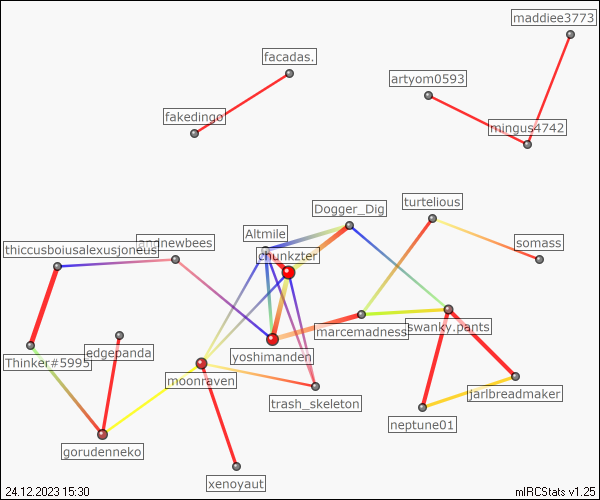 maddiee3773
facadas.
artyom0593
fakedingo
mingus4742
turtelious
Dogger_Dig
Altmile
andnewbees
somass
thiccusboiusalexusjoneus
chunkzter
marcemadness
swanky.pants
edgepanda
yoshimanden
Thinker#5995
moonraven
jarlbreadmaker
trash_skeleton
neptune01
gorudenneko
xenoyaut
24.12.2023 15:30
mIRCStats v1.25